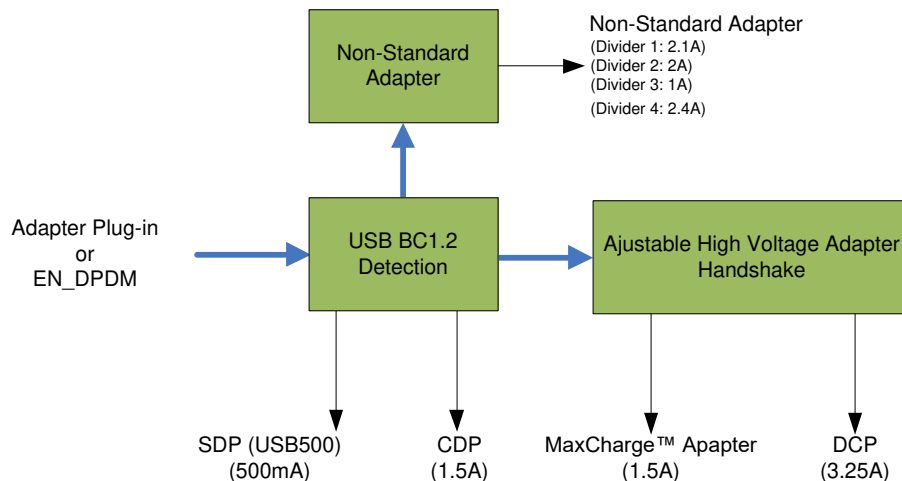 Non-Standard
Adapter
Non-Standard Adapter
(Divider 1: 2.1A)
(Divider 2: 2A)
(Divider 3: 1A)
(Divider 4: 2.4A)
Adapter Plug-in
or
EN_DPDM
USB BC1.2
Detection
Ajustable High Voltage Adapter
Handshake
SDP (USB500)
(500mA)
CDP
(1.5A)
MaxCharge™ Apapter
(1.5A)
DCP
(3.25A)